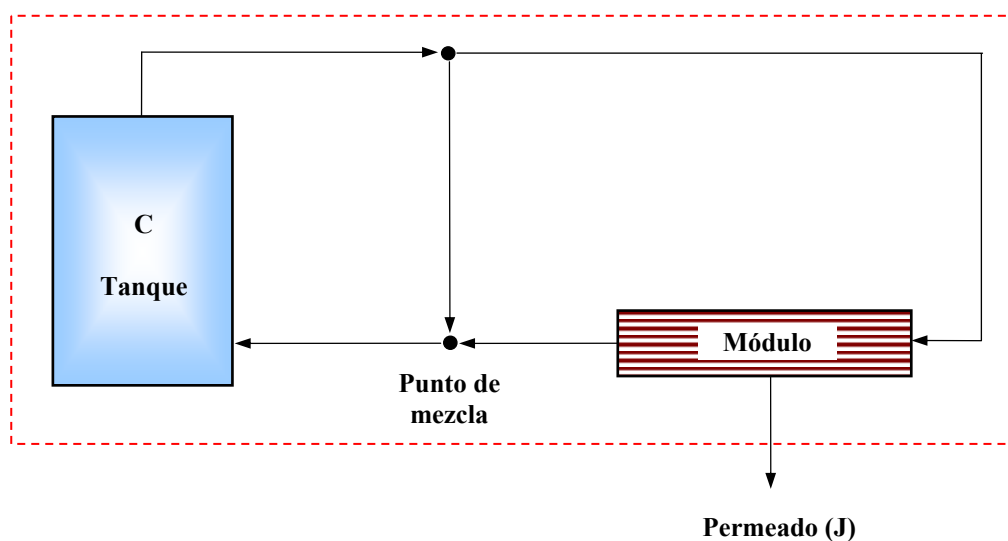 C
Tanque
Módulo
Punto de
mezcla
Permeado (J)